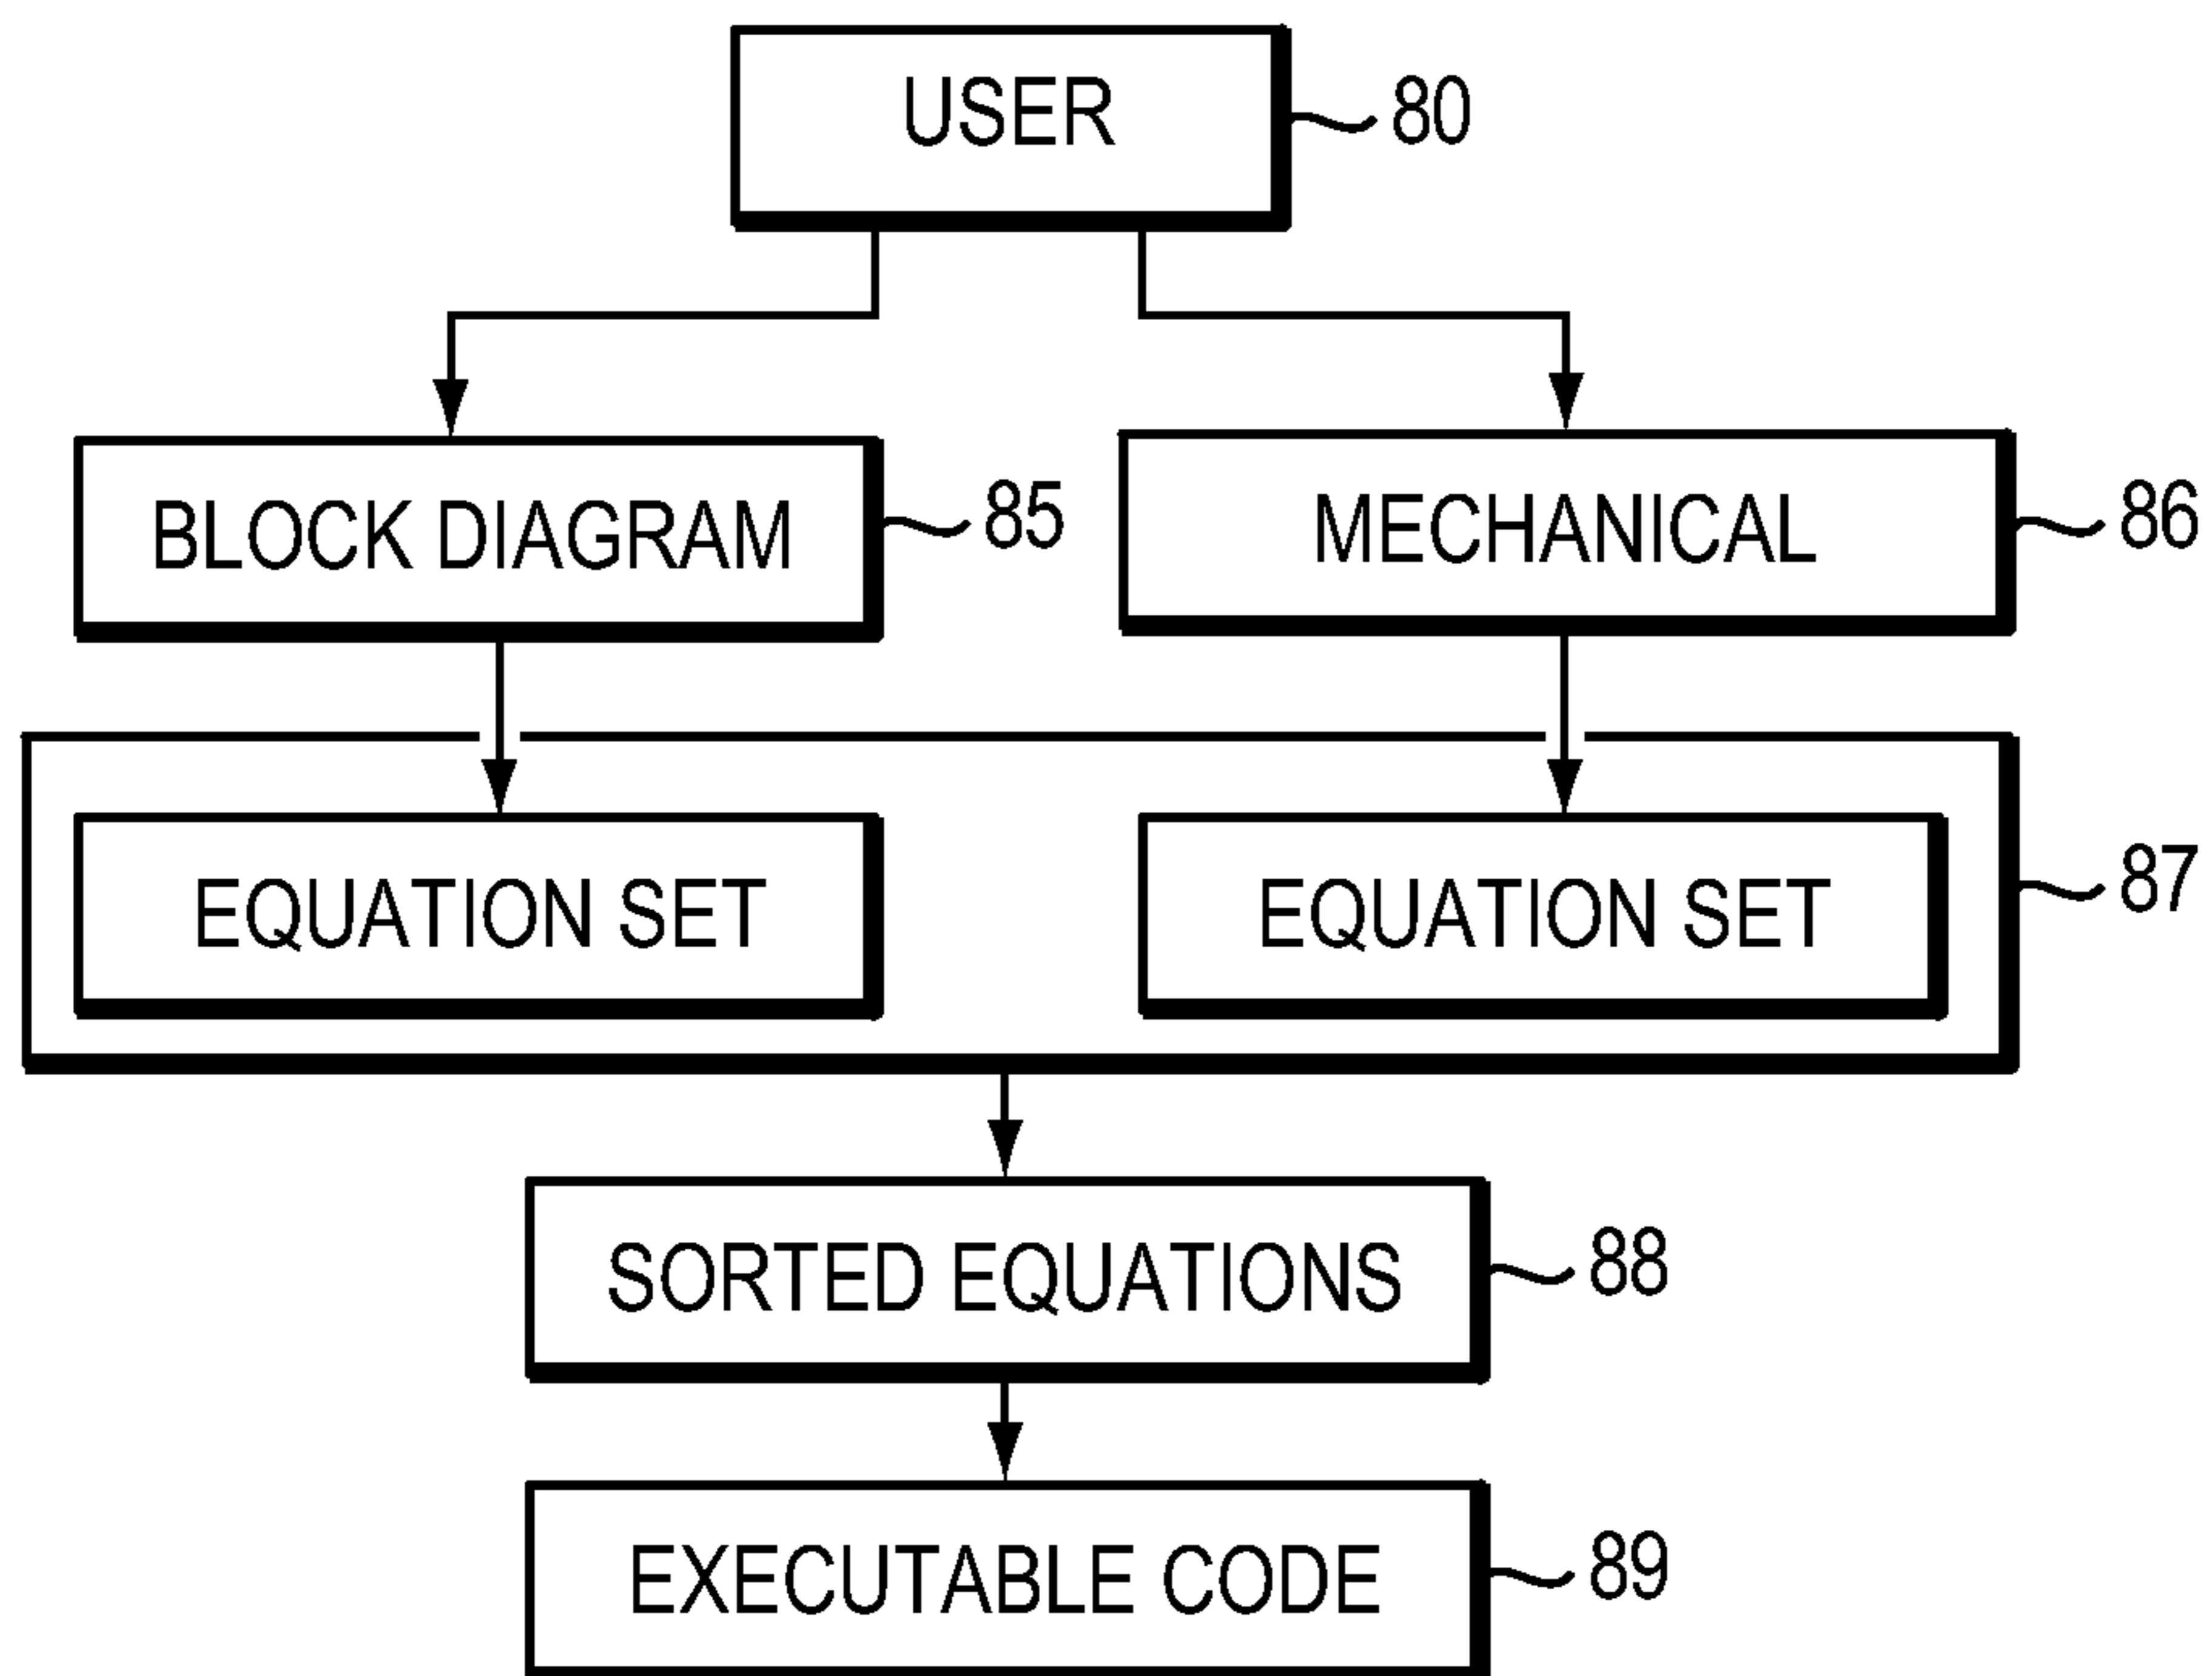 USER
80
BLOCK DIAGRAM
85
MECHANICAL
86
EQUATION SET
EQUATION SET
87
SORTED EQUATIONS
88
EXECUTABLE CODE
89